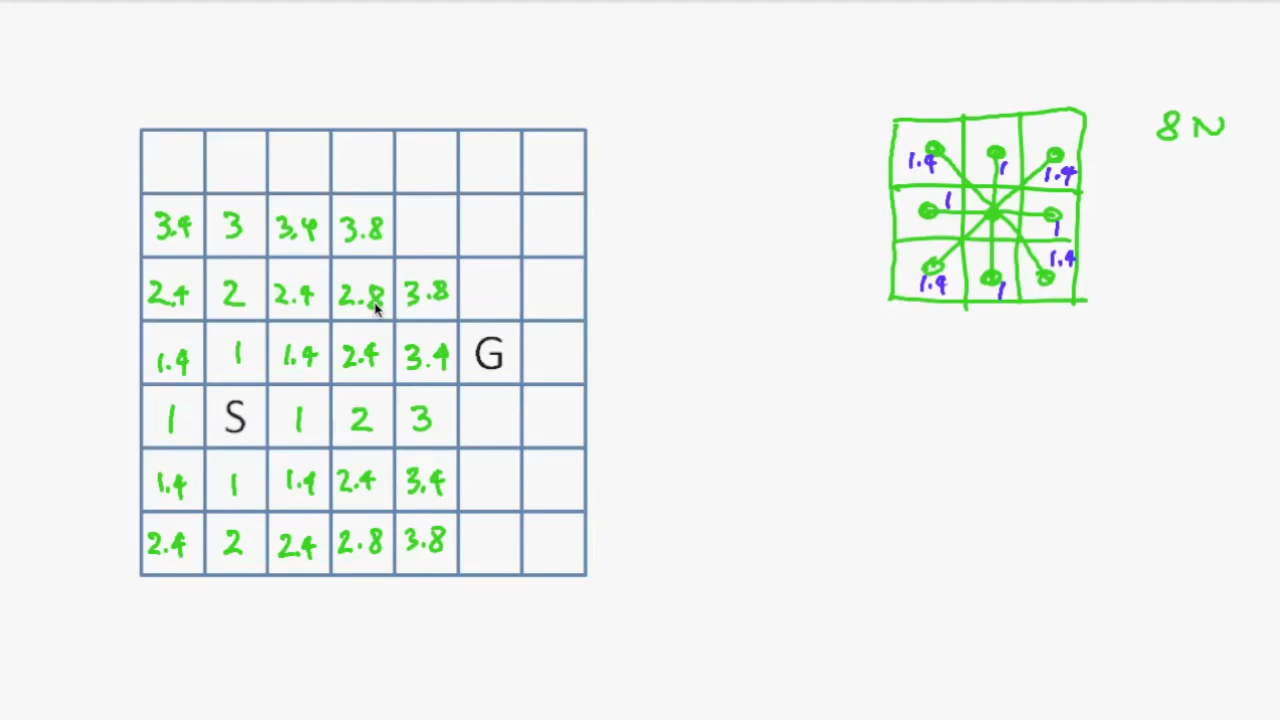 8N
1.4 1 1.4
1 1
1.4 1 1.4
3.4 3 3.4 3.8
2.4 2 2.4 2.8 3.8
1.4 1 1.4 2.4 3.4 G
1 S 1 2 3
1.4 1 1.4 2.4 3.4
2.4 2 2.4 2.8 3.8